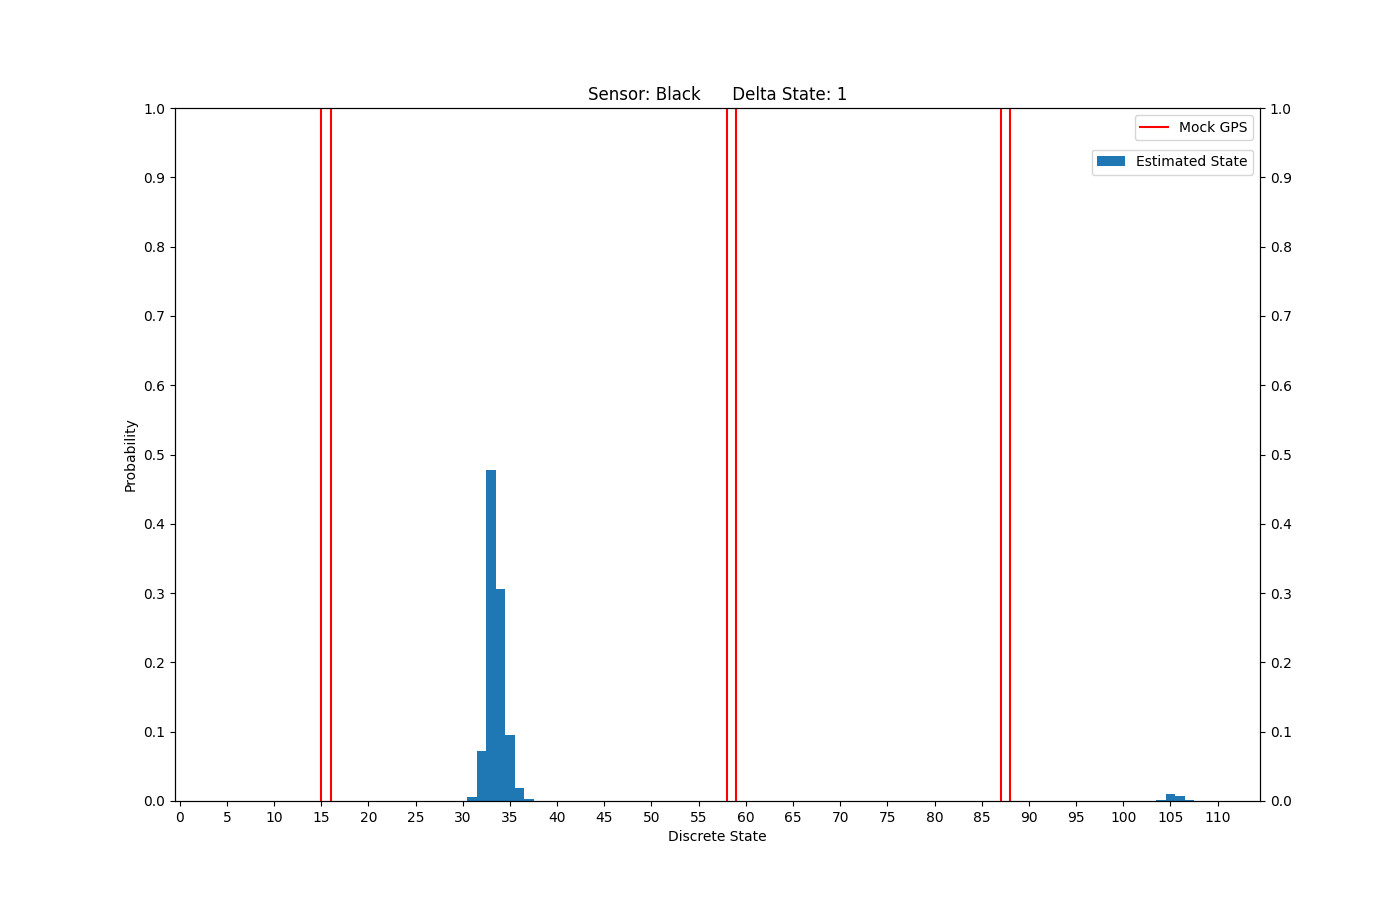 Sensor: Black Delta State: 1
1.0 1.0
Mock GPS
Estimated State
0.9 0.9
0.8 0.8
0.7 0.7
0.6 0.6
0.5 0.5
0.4 0.4
0.3 0.3
0.2 0.2
0.1 0.1
0.0 0.0
Probability
0 5 10 15 20 25 30 35 40 45 50 55 60 65 70 75 80 85 90 95 100 105 110
Discrete State